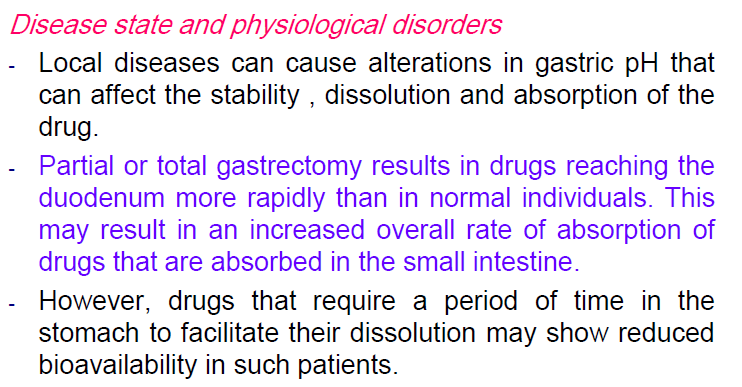 Disease state and physiological disorders
- Local diseases can cause alterations in gastric pH that
can affect the stability , dissolution and absorption of the
drug.
- Partial or total gastrectomy results in drugs reaching the
duodenum more rapidly than in normal individuals. This
may result in an increased overall rate of absorption of
drugs that are absorbed in the small intestine.
- However, drugs that require a period of time in the
stomach to facilitate their dissolution may show reduced
bioavailability in such patients.